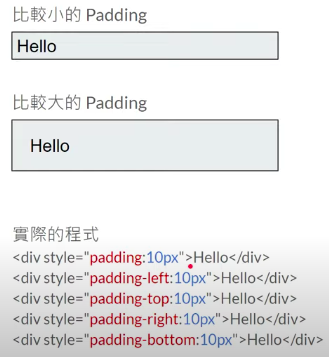 比較小的 Padding
Hello
比較大的 Padding
Hello
實際的程式
<div style="padding:10px">Hello</div>
<div style="padding-left:10px">Hello</div>
<div style="padding-top:10px">Hello</div>
<div style="padding-right:10px">Hello</div>
<div style="padding-bottom:10px">Hello</div>